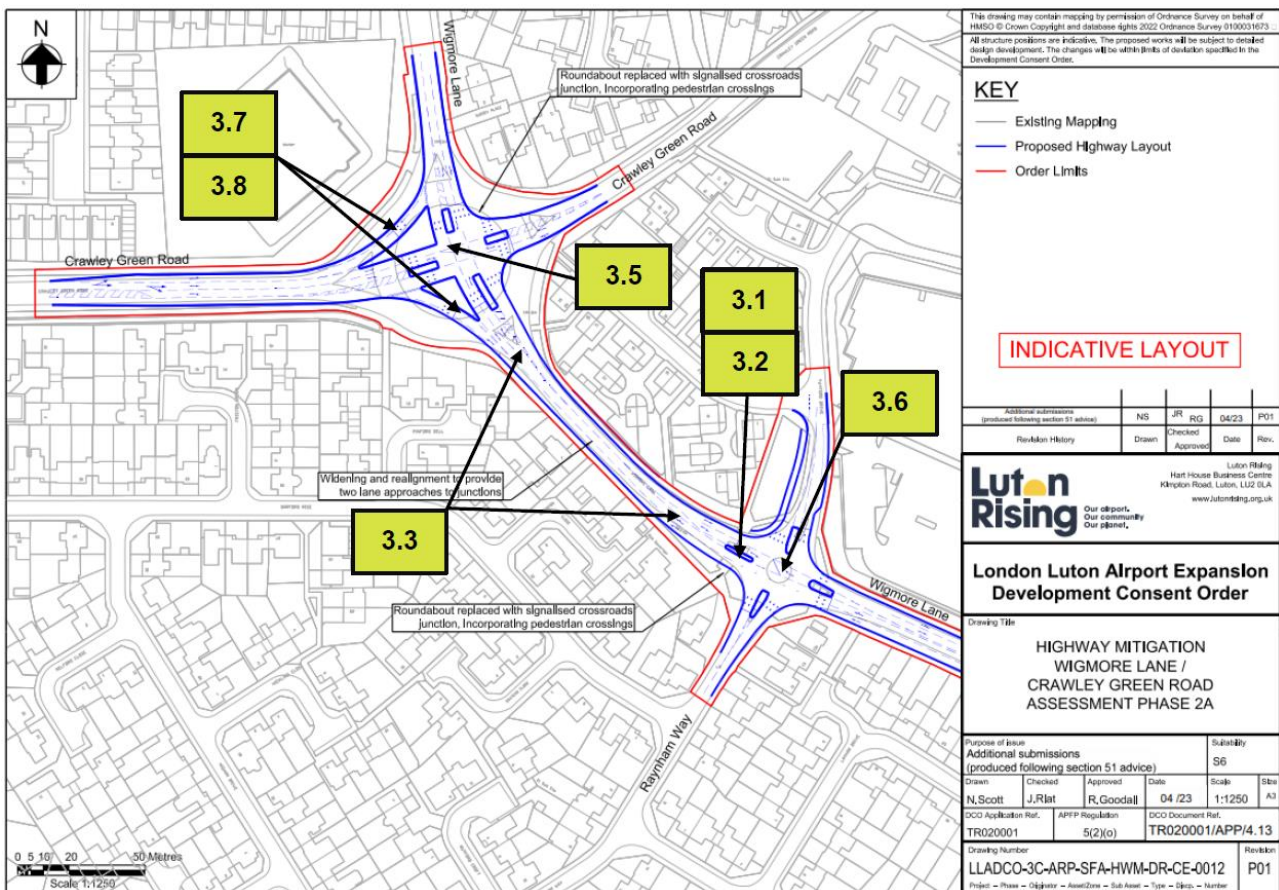 N
Wigmore
Lane
Roundabout replaced with signalised crossroads
junction, incorporating pedestrian crossings
3.7
3.8
Crawley Green Road
Crawley Green Road
3.5
3.1
3.2
3.6
Widening and realignment to provide
two lane approaches to junctions
3.3
Roundabout replaced with signalised crossroads
junction, incorporating pedestrian crossings
Wigmore Lane
Raynham Way
0 5 10 20 50 Metres
Scale 1:1250
This drawing may contain mapping by permission of Ordnance Survey on behalf of
HMSO © Crown Copyright and database rights 2022 Ordnance Survey 0100031673
All structure positions are indicative. The proposed works will be subject to detailed
design development. The changes will be within limits of deviation specified in the
Development Consent Order.
KEY
Existing Mapping
Proposed Highway Layout
Order Limits
INDICATIVE LAYOUT
Additional submissions
(produced following section 51 advice)
NS JR RG 04/23 P01
Revision History Drawn Checked Approved Date Rev.
Luton
Rising
Our airport.
Our community
Our planet.
Luton Rising
Hart House Business Centre
Kimpton Road, Luton, LU2 0LA
www.lutonrising.org.uk
London Luton Airport Expansion
Development Consent Order
Drawing Title
HIGHWAY MITIGATION
WIGMORE LANE /
CRAWLEY GREEN ROAD
ASSESSMENT PHASE 2A
Purpose of issue
Additional submissions
(produced following section 51 advice)
Suitability
S6
Drawn Checked Approved Date Scale Size
N.Scott J.Riat R.Goodall 04 /23 1:1250 A3
DCO Application Ref. APFP Regulation DCO Document Ref.
TR020001 5(2)(o) TR020001/APP/4.13
Drawing Number Revision
LLADCO-3C-ARP-SFA-HWM-DR-CE-0012 P01
Project – Phase – Originator – Asset/Zone – Sub Asset – Type – Discp. – Number